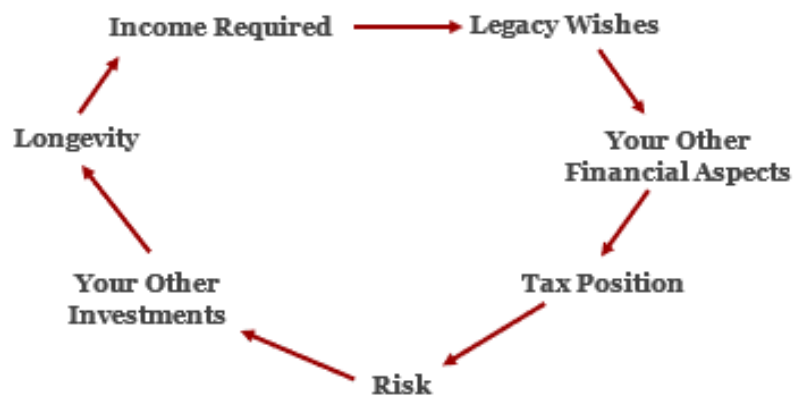 Income Required
Legacy Wishes
Your Other
Financial Aspects
Tax Position
Risk
Your Other
Investments
Longevity